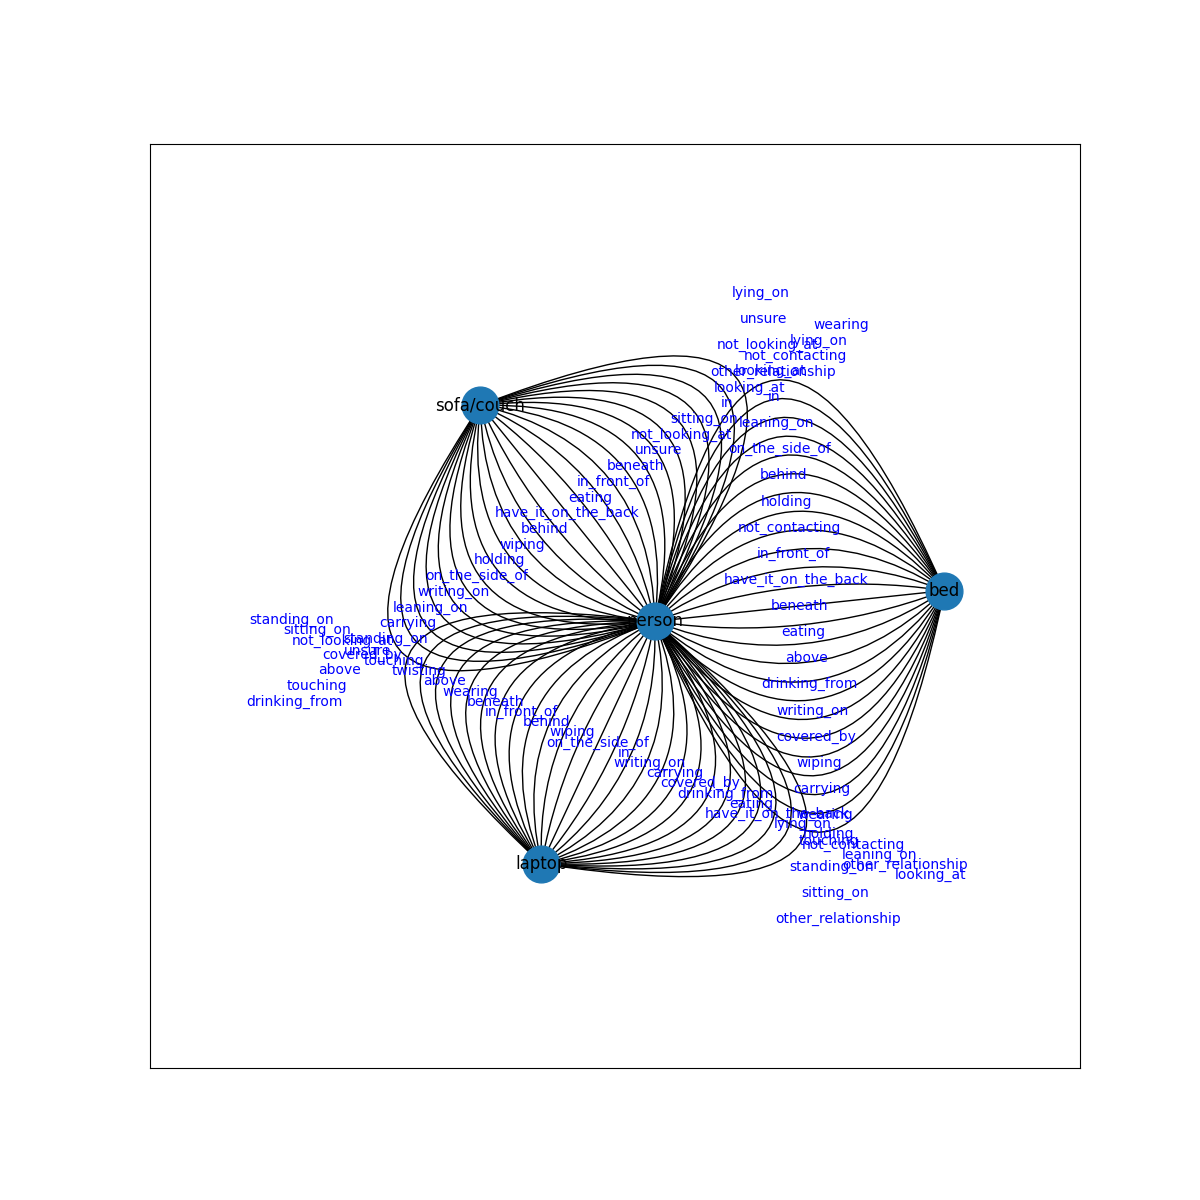 lying_on
unsure
wearing
lying_on
not_looking_at
not_contacting
looking_at
other_relationship
looking_at
in
in
sofa/couch
sitting_on
leaning_on
not_looking_at
on_the_side_of
unsure
beneath
behind
in_front_of
eating
holding
have_it_on_the_back
behind
not_contacting
wiping
in_front_of
holding
on_the_side_of
have_it_on_the_back
writing_on
bed
leaning_on
beneath
standing_on
carrying
person
sitting_on
eating
not_looking_at
standing_on
unsure
covered_by
above
touching
above
twisting
above
touching
drinking_from
wearing
drinking_from
beneath
in_front_of
writing_on
behind
wiping
covered_by
on_the_side_of
in
writing_on
wiping
carrying
covered_by
carrying
drinking_from
eating
have_it_on_the_back
wearing
lying_on
holding
touching
not_contacting
leaning_on
laptop
standing_on
other_relationship
looking_at
sitting_on
other_relationship